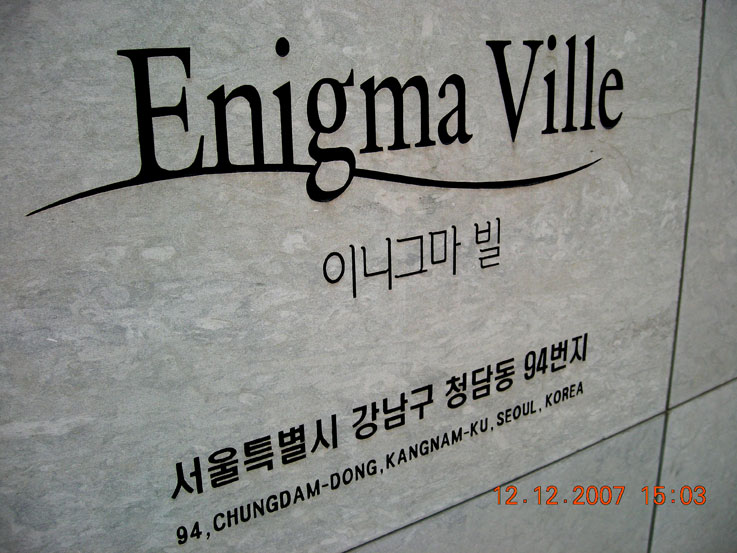 Enigma Ville
이니그마 빌
서울특별시 강남구 청담동 94번지
94,CHUNGDAM-DONG,KANGNAM-KU,SEOUL,KOREA
12.12.2007 15:03